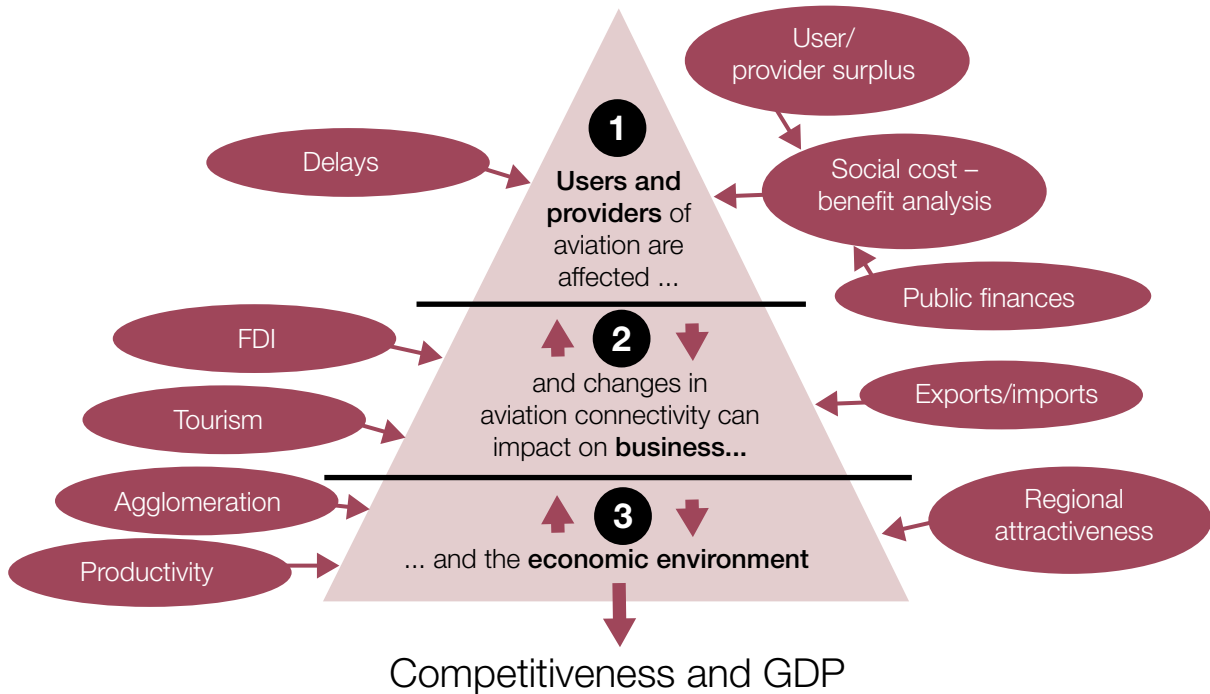 User/
provider surplus
1
Delays
Social cost –
benefit analysis
Users and
providers of
aviation are
affected ...
Public finances
FDI
2
and changes in
aviation connectivity can
impact on business...
Exports/imports
Tourism
Agglomeration
3
Regional
attractiveness
... and the economic environment
Productivity
Competitiveness and GDP